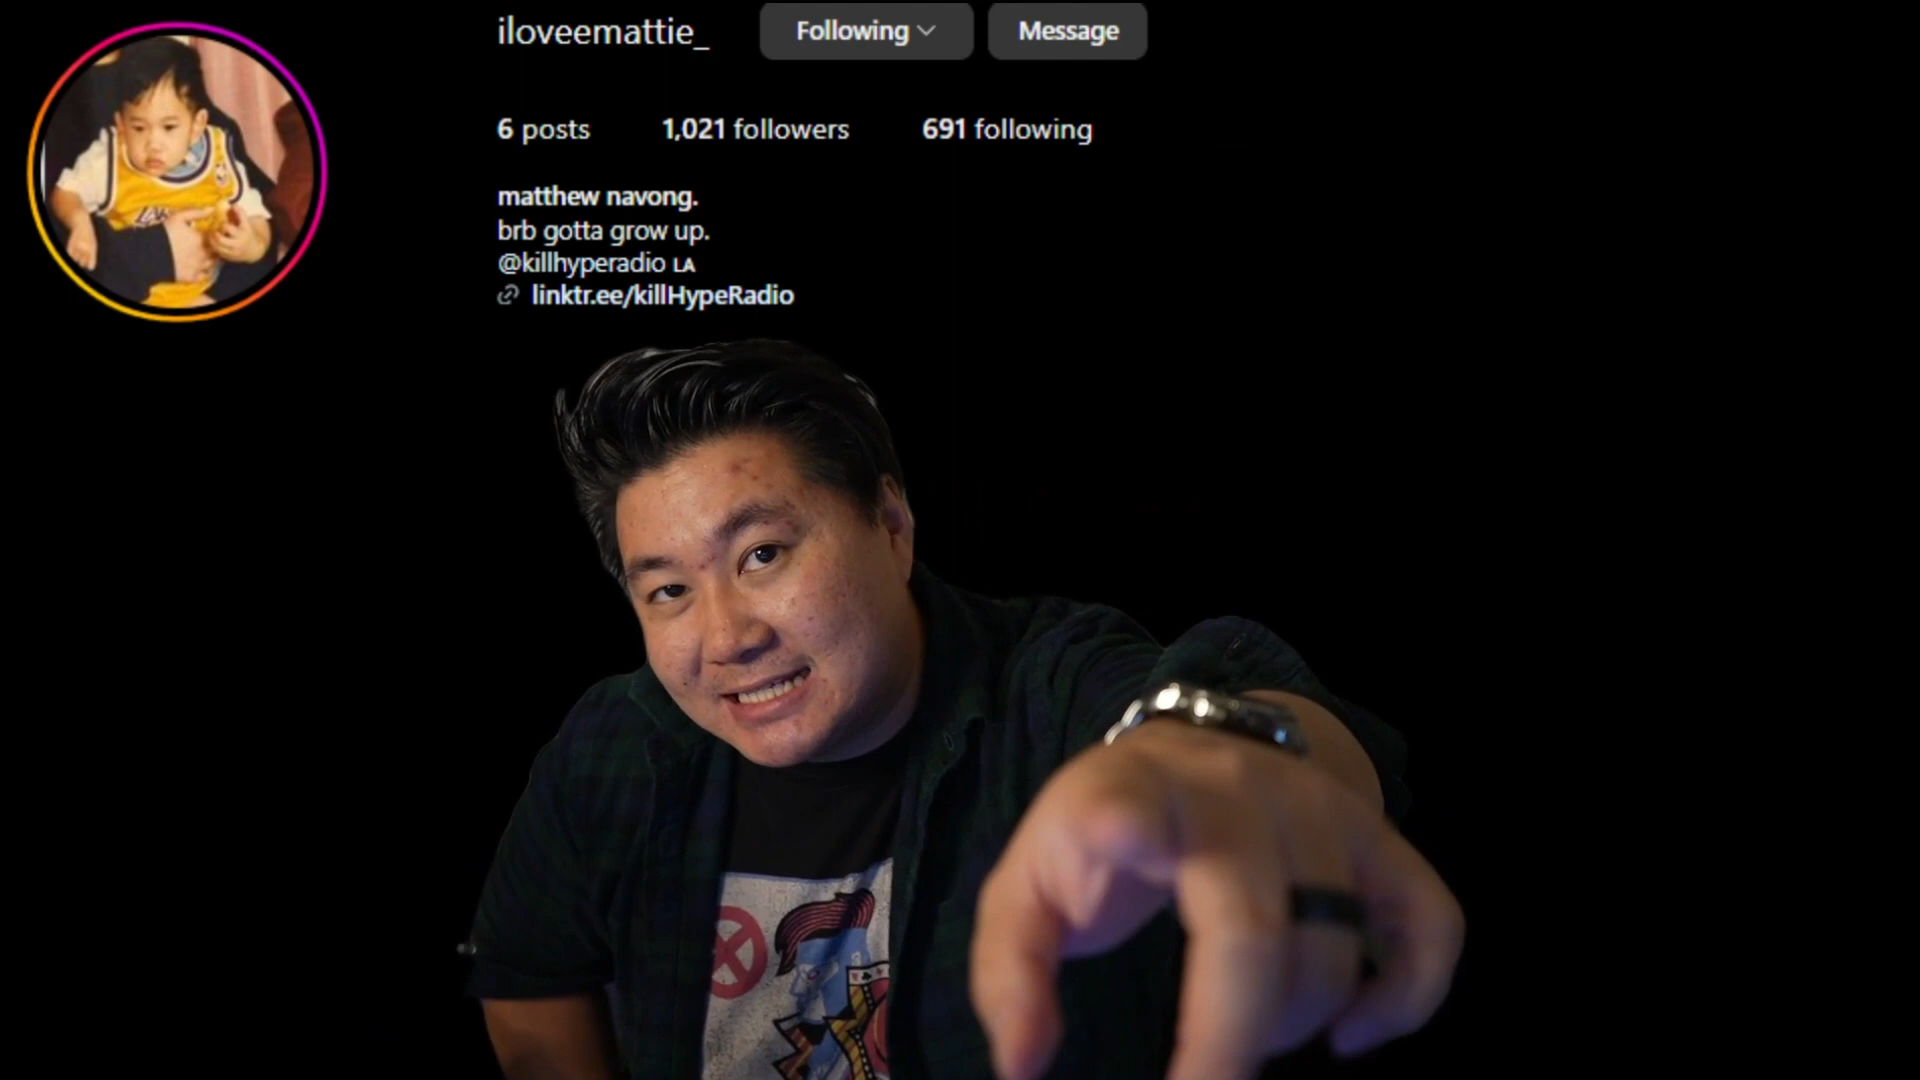 iloveemattie_ Following Message
6 posts 1,021 followers 691 following
matthew navong.
brb gotta grow up.
@killhyperadio ʟᴀ
linktr.ee/killHypeRadio